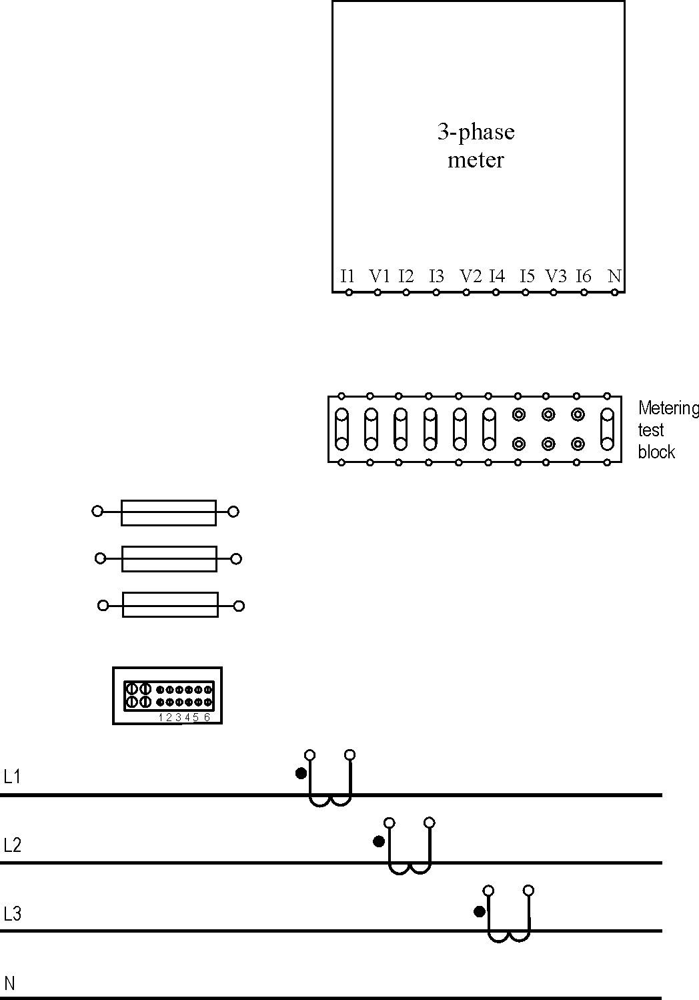 3-phase
meter
I1 V1 I2 I3 V2 I4 I5 V3 I6 N
Metering
test
block
1 2 3 4 5 6
L1
L2
L3
N